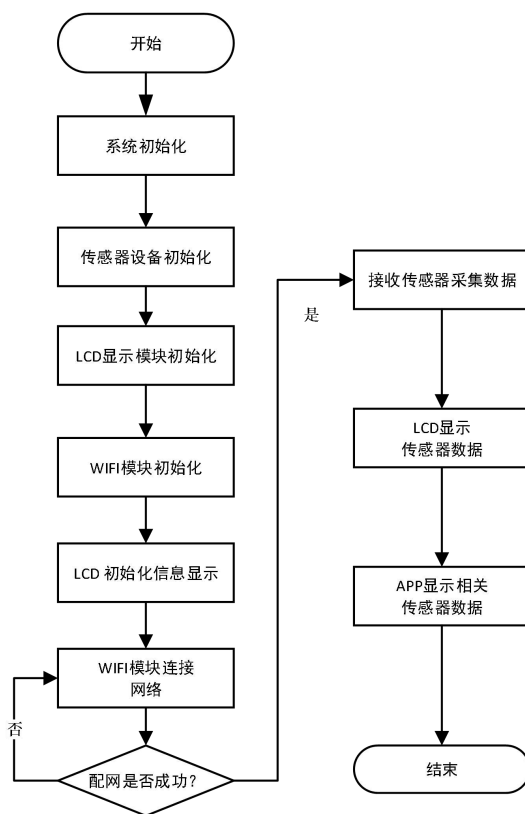 开始
系统初始化
传感器设备初始化
LCD显示模块初始化
WIFI模块初始化
LCD 初始化信息显示
WIFI模块连接
网络
否
配网是否成功?
是
接收传感器采集数据
LCD显示
传感器数据
APP显示相关
传感器数据
结束